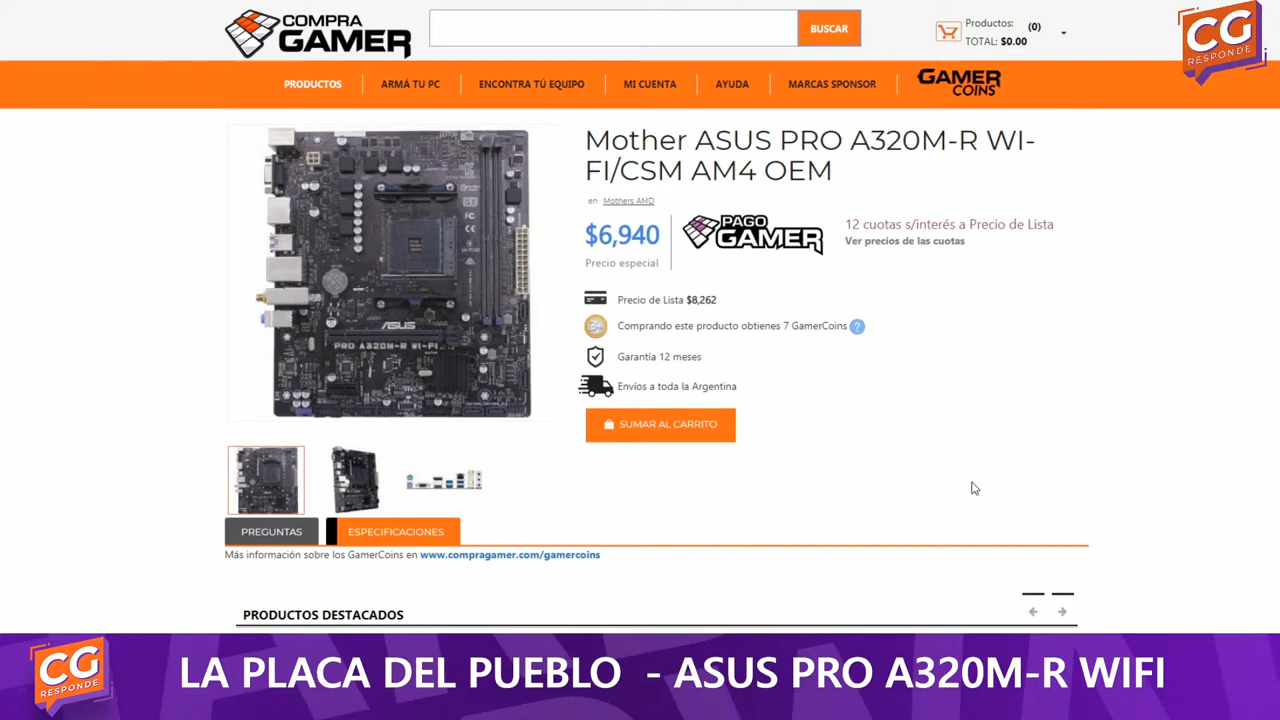 COMPRA
GAMER
BUSCAR
Productos: (0)
TOTAL: $0.00
CG
RESPONDE
PRODUCTOS
ARMÁ TU PC
ENCONTRA TÚ EQUIPO
MI CUENTA
AYUDA
MARCAS SPONSOR
GAMER
COINS
ASUS
PRO A320M-R WI-FI
Mother ASUS PRO A320M-R WI-
FI/CSM AM4 OEM
en Mothers AMD
$6,940
Precio especial
PAGO
GAMER
12 cuotas s/interés a Precio de Lista
Ver precios de las cuotas
Precio de Lista $8,262
Comprando este producto obtienes 7 GamerCoins ?
Garantía 12 meses
Envíos a toda la Argentina
SUMAR AL CARRITO
PREGUNTAS
ESPECIFICACIONES
Más información sobre los GamerCoins en www.compragamer.com/gamercoins
PRODUCTOS DESTACADOS
CG
RESPONDE
LA PLACA DEL PUEBLO - ASUS PRO A320M-R WIFI